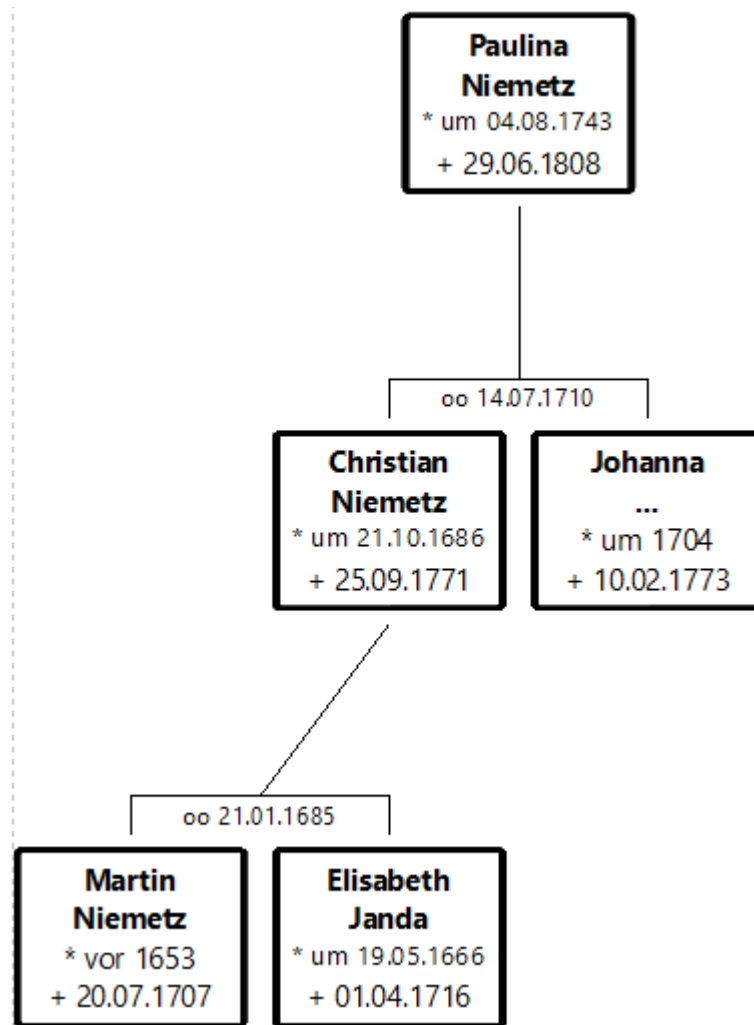 Paulina
Niemetz
* um 04.08.1743
+ 29.06.1808
oo 14.07.1710
Christian
Niemetz
* um 21.10.1686
+ 25.09.1771
Johanna
...
* um 1704
+ 10.02.1773
oo 21.01.1685
Martin
Niemetz
* vor 1653
+ 20.07.1707
Elisabeth
Janda
* um 19.05.1666
+ 01.04.1716